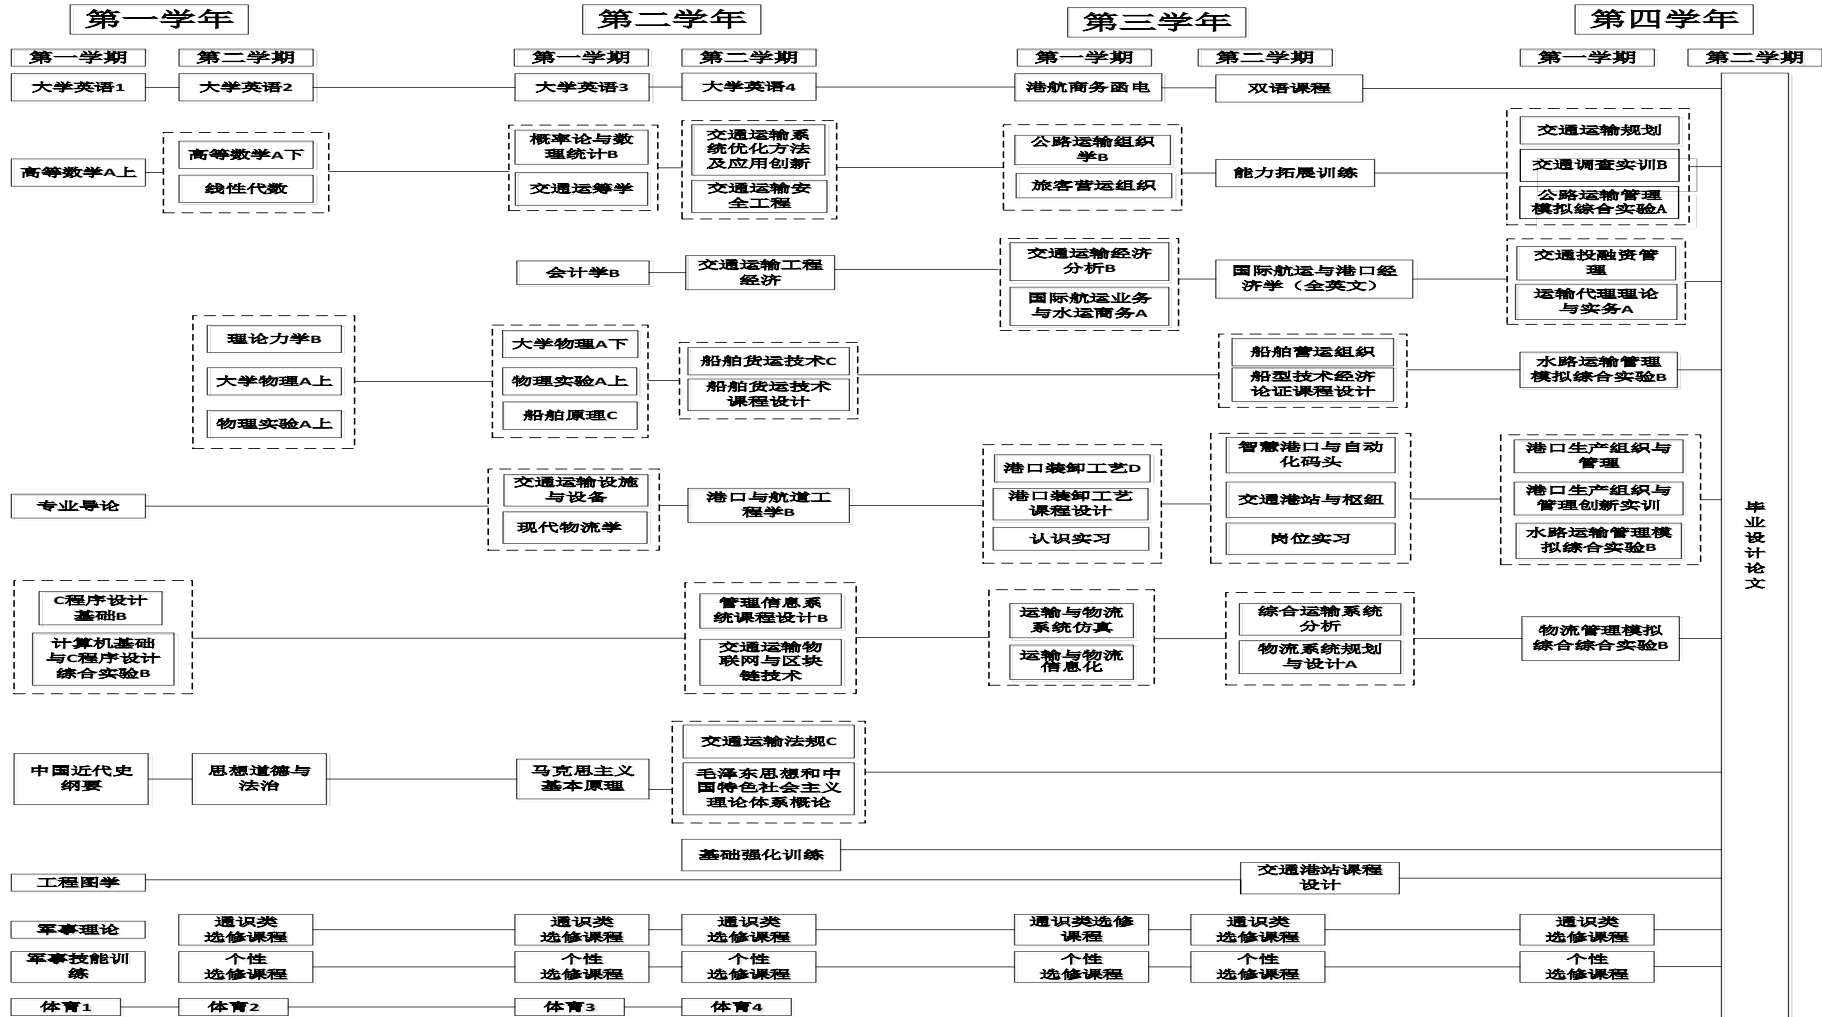 第一学年
第二学年
第三学年
第四学年
第一学期
第二学期
第一学期
第二学期
第一学期
第二学期
第一学期
第二学期
大学英语1
大学英语2
大学英语3
大学英语4
港航商务函电
双语课程
高等数学A上
高等数学A下
线性代数
概率论与数
理统计B
交通运筹学
交通运输系
统优化方法
及应用创新
交通运输安
全工程
公路运输组织
学B
旅客营运组织
能力拓展训练
交通运输规划
交通调查实训B
公路运输管理
模拟综合实验A
会计学B
交通运输工程
经济
交通运输经济
分析B
国际航运业务
与水运商务A
国际航运与港口经
济学（全英文）
交通投融资管
理
运输代理理论
与实务A
理论力学B
大学物理A上
物理实验A上
大学物理A下
物理实验A上
船舶原理C
船舶货运技术C
船舶货运技术
课程设计
船舶营运组织
船型技术经济
论证课程设计
水路运输管理
模拟综合实验B
专业导论
交通运输设施
与设备
现代物流学
港口与航道工
程学B
港口装卸工艺D
港口装卸工艺
课程设计
认识实习
智慧港口与自动
化码头
交通港站与枢纽
岗位实习
港口生产组织与
管理
港口生产组织与
管理创新实训
水路运输管理模
拟综合实验B
毕
业
设
计
论
文
C程序设计
基础B
计算机基础
与C程序设计
综合实验B
管理信息系
统课程设计B
交通运输物
联网与区块
链技术
运输与物流
系统仿真
运输与物流
信息化
综合运输系统
分析
物流系统规划
与设计A
物流管理模拟
综合综合实验B
中国近代史
纲要
思想道德与
法治
马克思主义
基本原理
交通运输法规C
毛泽东思想和中
国特色社会主义
理论体系概论
基础强化训练
工程图学
交通港站课程
设计
军事理论
通识类
选修课程
通识类
选修课程
通识类
选修课程
通识类选修
课程
通识类
选修课程
通识类
选修课程
军事技能训
练
个性
选修课程
个性
选修课程
个性
选修课程
个性
选修课程
个性
选修课程
个性
选修课程
体育1
体育2
体育3
体育4